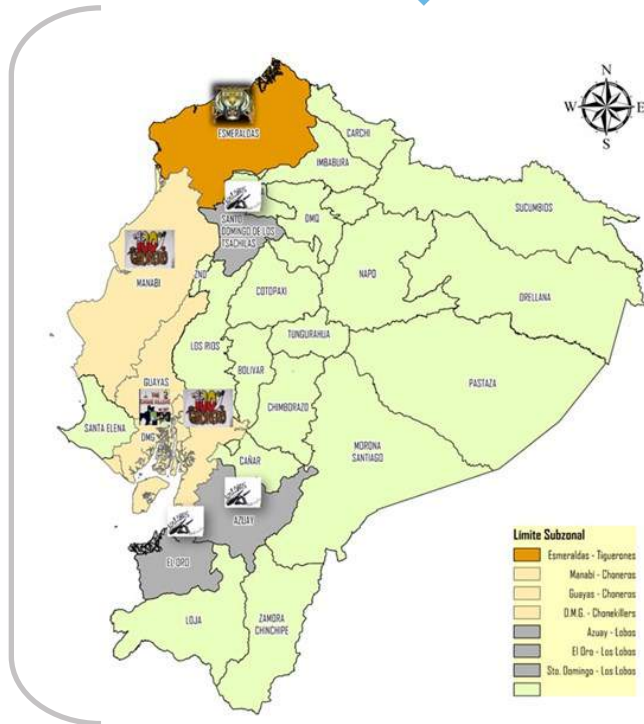 N
W E
S
ESMERALDAS
CARCHI
IMBABURA
SUCUMBIOS
SANTO
DOMINGO DE LOS
TSACHILAS
DMQ
MANABI
ZND
NAPO
COTOPAXI
ORELLANA
LOS RIOS
TUNGURAHUA
BOLIVAR
PASTAZA
GUAYAS
CHIMBORAZO
SANTA ELENA
DMG
MORONA
SANTIAGO
CAÑAR
AZUAY
EL ORO
LOJA
ZAMORA
CHINCHIPE
Límite Subzonal
Esmeraldas - Tiguerones
Manabí - Choneros
Guayas - Choneros
D.M.G. - Chonekillers
Azuay - Lobos
El Oro - Los Lobos
Sto. Domingo - Los Lobos